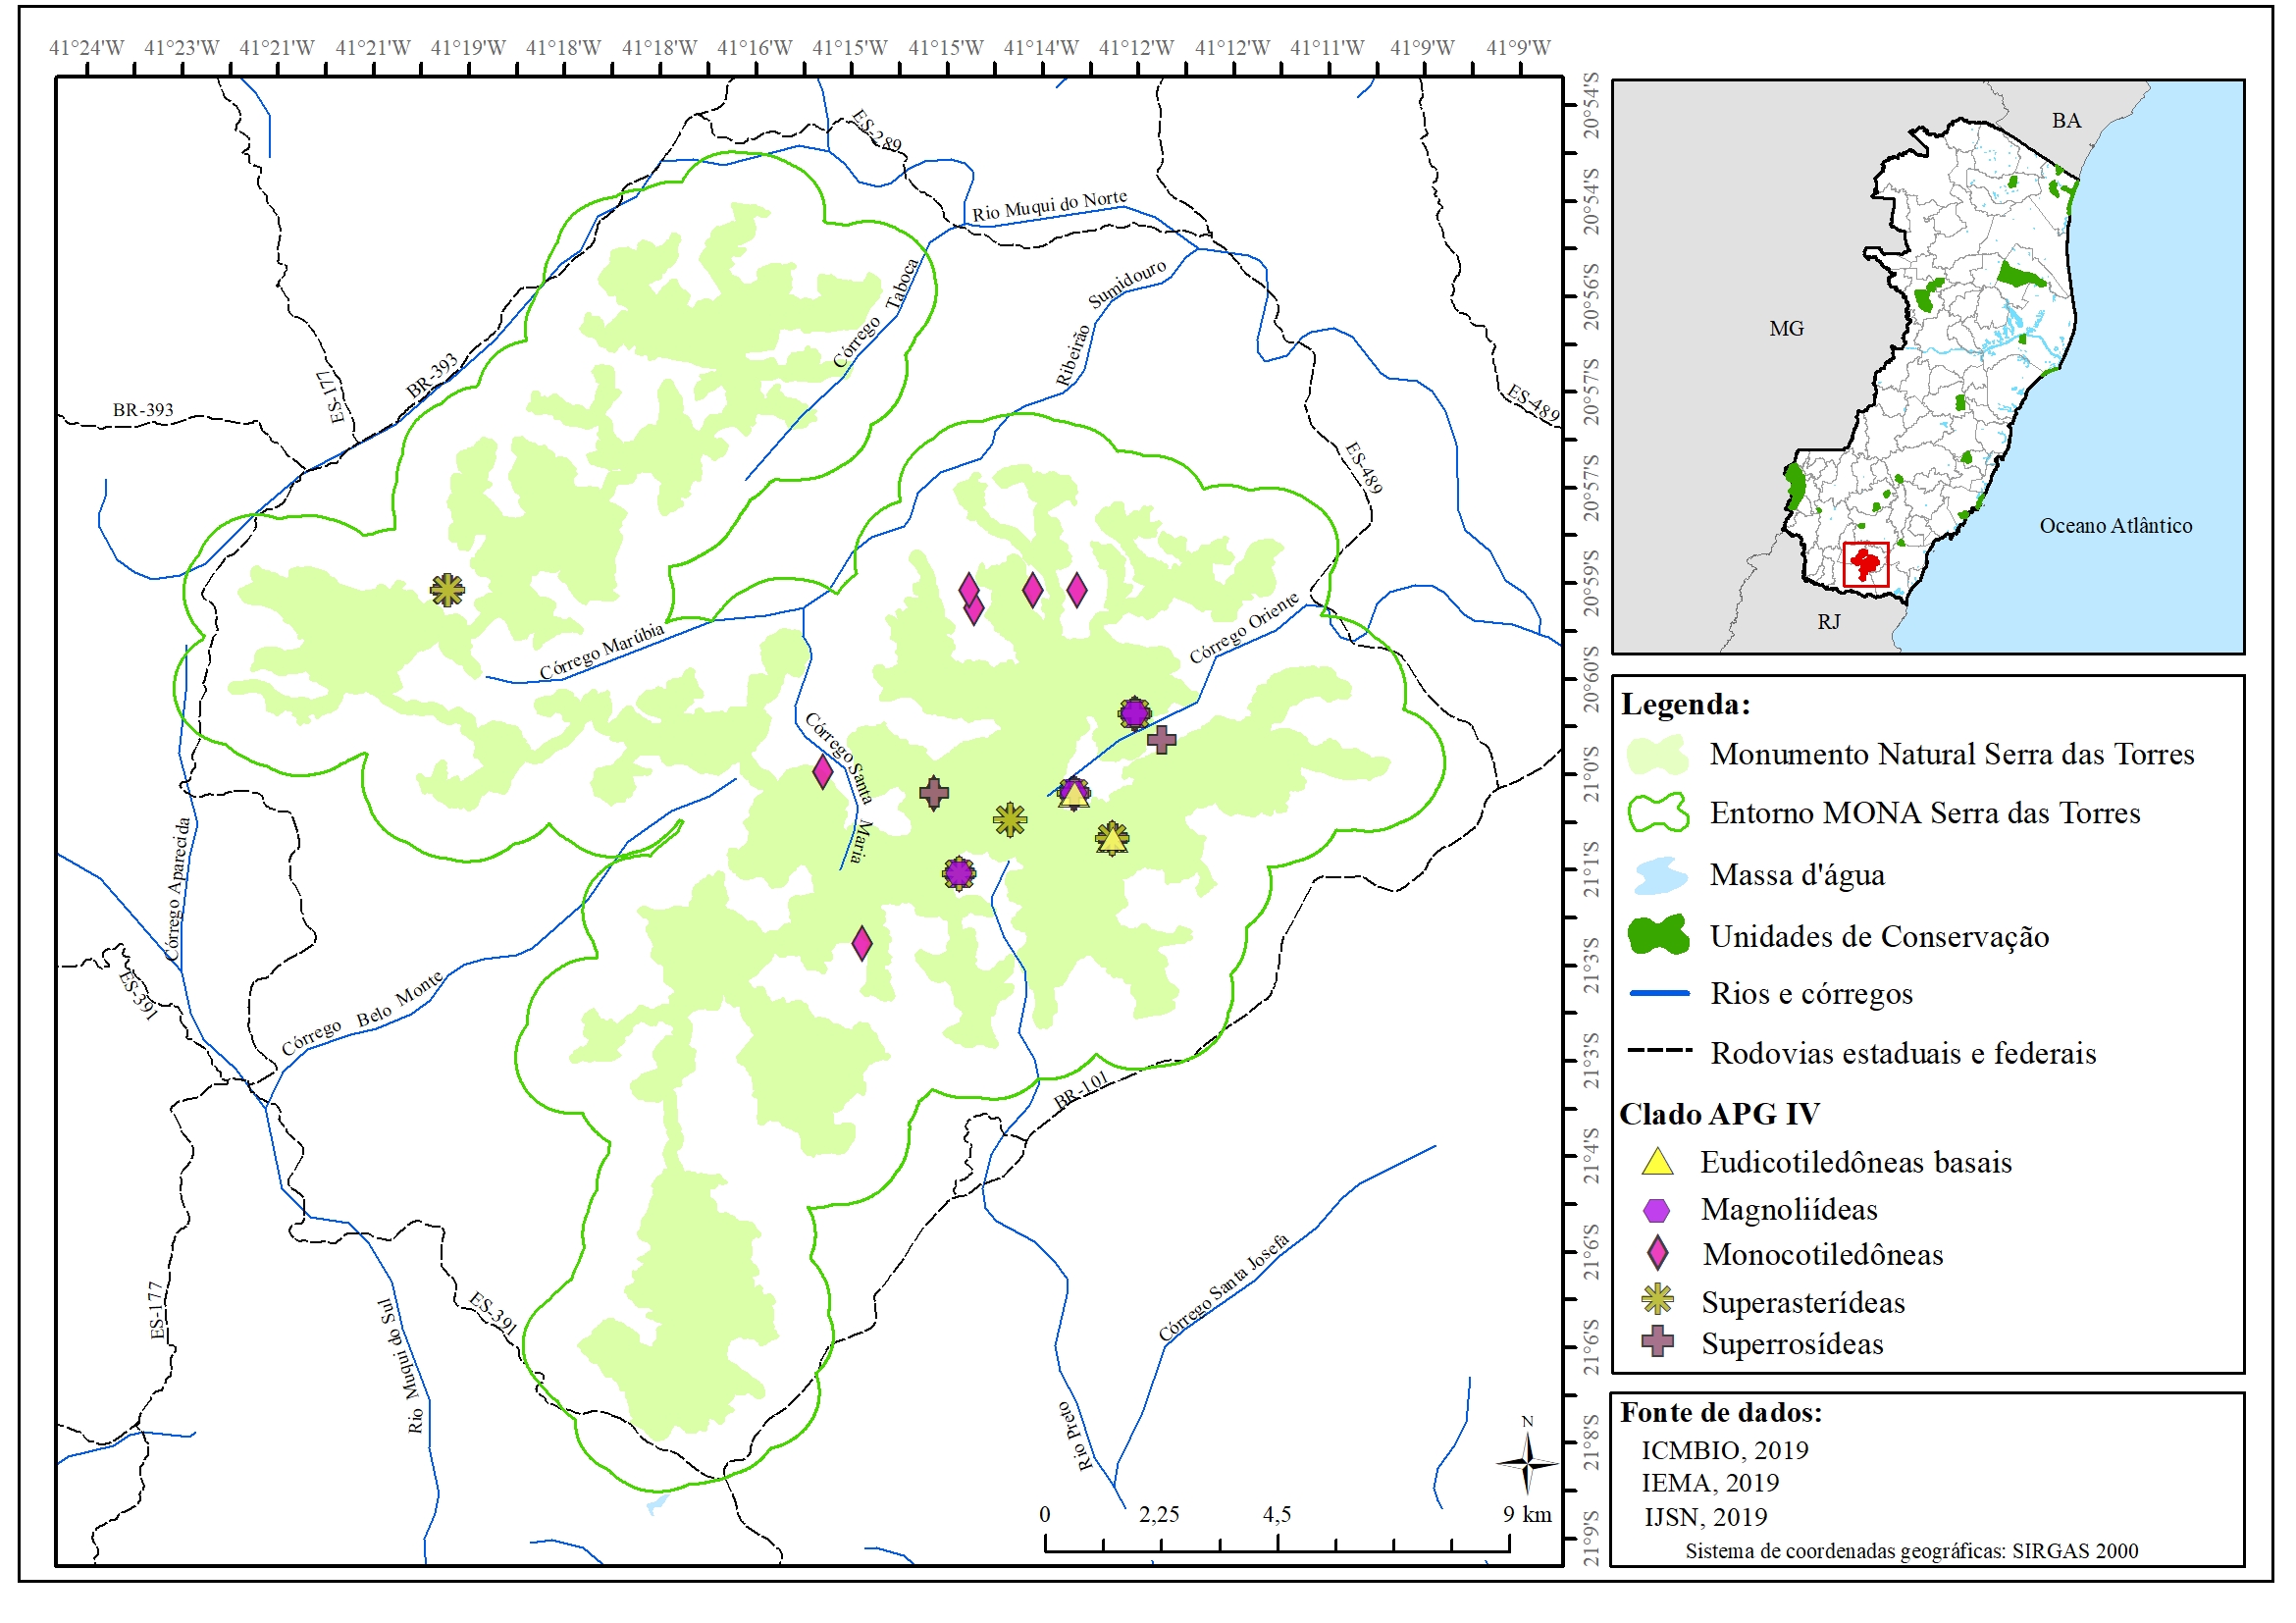 41°24'W 41°23'W 41°21'W 41°21'W 41°19'W 41°18'W 41°18'W 41°16'W 41°15'W 41°15'W 41°14'W 41°12'W 41°12'W 41°11'W 41°9'W 41°9'W
20°54'S
20°54'S
20°56'S
20°57'S
20°57'S
20°59'S
20°60'S
21°0'S
21°1'S
21°3'S
21°3'S
21°4'S
21°6'S
21°6'S
21°8'S
21°9'S
ES-289
Rio Muqui do Norte
Córrego Taboca
Ribeirão Sumidouro
ES-177
BR-393
BR-393
ES-489
ES-489
Córrego Marúbia
Córrego Oriente
Córrego Santa Maria
Córrego Aparecida
ES-391
Córrego Belo Monte
BR-101
ES-177
Rio Muqui do Sul
ES-391
Córrego Santa Josefa
Rio Preto
N
0 2,25 4,5 9 km
BA
MG
Oceano Atlântico
RJ
Legenda:
Monumento Natural Serra das Torres
Entorno MONA Serra das Torres
Massa d'água
Unidades de Conservação
Rios e córregos
Rodovias estaduais e federais
Clado APG IV
Eudicotiledôneas basais
Magnoliídeas
Monocotiledôneas
Superasterídeas
Superrosídeas
Fonte de dados:
ICMBIO, 2019
IEMA, 2019
IJSN, 2019
Sistema de coordenadas geográficas: SIRGAS 2000